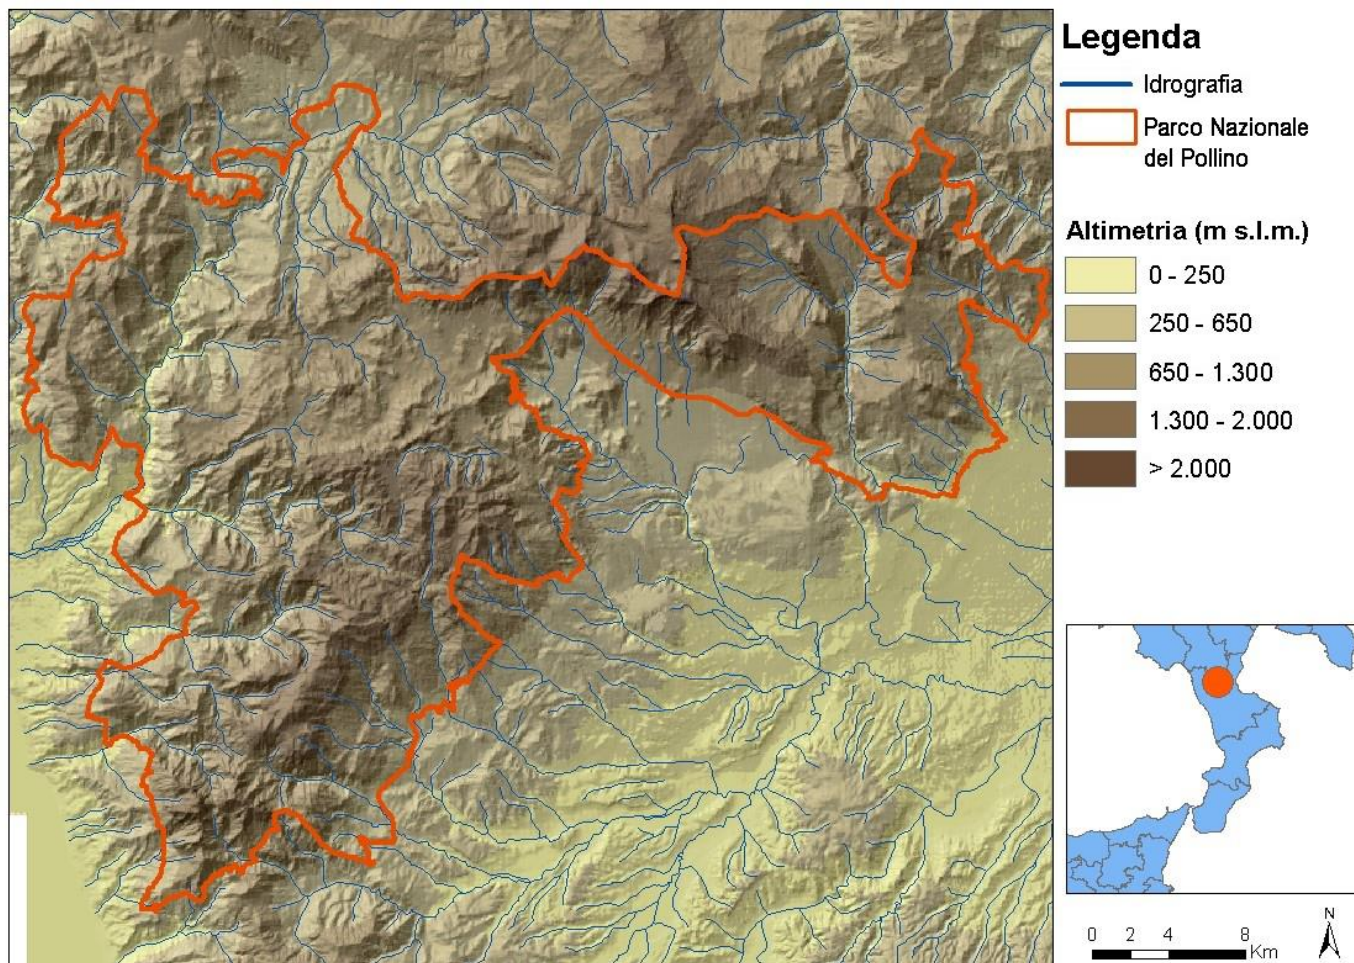 Legenda
Idrografia
Parco Nazionale
del Pollino
Altimetria (m s.l.m.)
0 - 250
250 - 650
650 - 1.300
1.300 - 2.000
> 2.000
N
0 2 4 8
Km